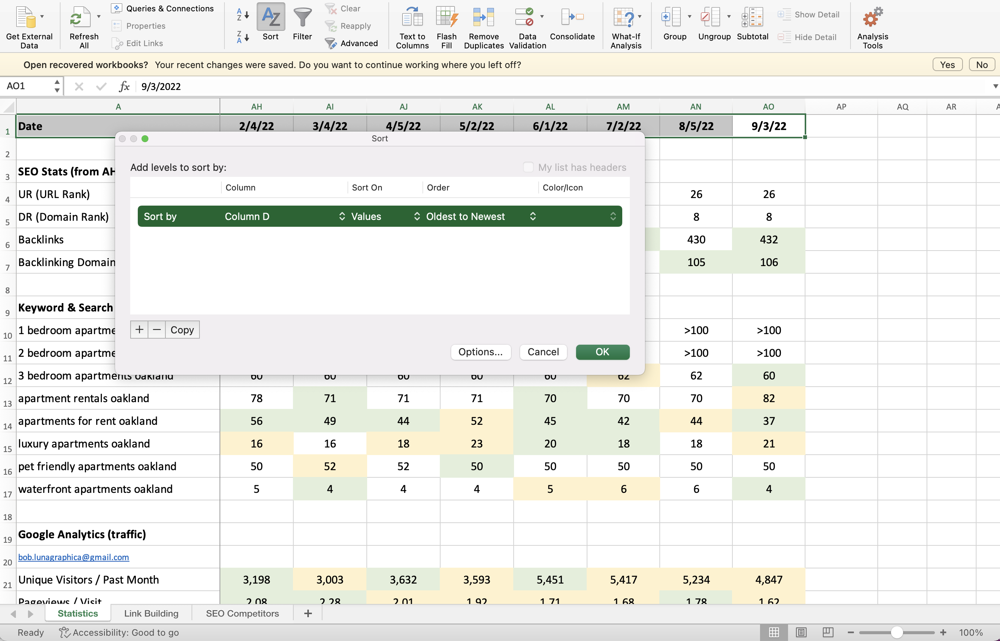 Get External Data
Refresh All
Queries & Connections
Properties
Edit Links
A Z
Z A
AZ
Sort
Filter
Clear
Reapply
Advanced
Text to Columns
Flash Fill
Remove Duplicates
Data Validation
Consolidate
What-If Analysis
Group
Ungroup
Subtotal
Show Detail
Hide Detail
Analysis Tools
Open recovered workbooks? Your recent changes were saved. Do you want to continue working where you left off? Yes No
AO1 fx 9/3/2022
A AH AI AJ AK AL AM AN AO AP AQ AR A
1 Date 2/4/22 3/4/22 4/5/22 5/2/22 6/1/22 7/2/22 8/5/22 9/3/22
Sort
Add levels to sort by: My list has headers
Column Sort On Order Color/Icon
Sort by Column D Values Oldest to Newest
+ − Copy
Options... Cancel OK
2
3 SEO Stats (from AH
4 UR (URL Rank) 26 26
5 DR (Domain Rank) 8 8
6 Backlinks 430 432
7 Backlinking Domain 105 106
8
9 Keyword & Search
10 1 bedroom apartme >100 >100
11 2 bedroom apartme >100 >100
12 3 bedroom apartments oakland 60 60 60 60 60 62 62 60
13 apartment rentals oakland 78 71 71 71 70 70 70 82
14 apartments for rent oakland 56 49 44 52 45 42 44 37
15 luxury apartments oakland 16 16 18 23 20 18 18 21
16 pet friendly apartments oakland 50 52 52 50 50 50 50 50
17 waterfront apartments oakland 5 4 4 4 5 6 6 4
18
19 Google Analytics (traffic)
20 bob.lunagraphica@gmail.com
21 Unique Visitors / Past Month 3,198 3,003 3,632 3,593 5,451 5,417 5,234 4,847
Pageviews / Visit 2.08 2.28 2.01 1.92 1.71 1.68 1.78 1.62
Statistics Link Building SEO Competitors +
Ready Accessibility: Good to go − + 100%